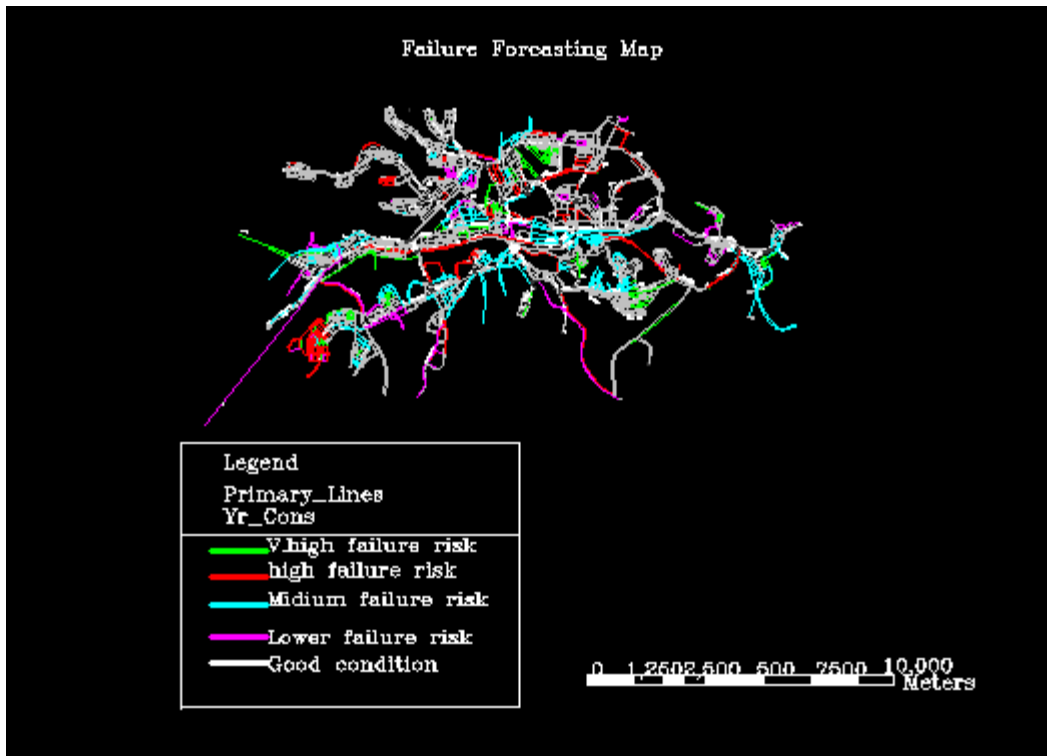 Failure Forcasting Map
Legend
Primary_Lines
Yr_Cons
V.high failure risk
high failure risk
Midium failure risk
Lower failure risk
Good condition
0 1,2502,500 500 7500 10,000
Meters